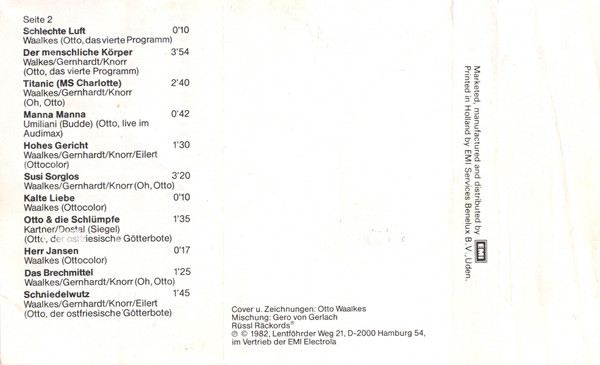 Seite 2
Schlechte Luft 0'10
Waalkes (Otto, das vierte Programm)
Der menschliche Körper 3'54
Walkes/Gernhardt/Knorr
(Otto, das vierte Programm)
Titanic (MS Charlotte) 2'40
Waalkes/Gernhardt/Knorr
(Oh, Otto)
Manna Manna 0'42
Umiliani (Budde) (Otto, live im
Audimax)
Hohes Gericht 1'30
Waalkes/Gernhardt/Knorr/Eilert
(Ottocolor)
Susi Sorglos 3'20
Waalkes/Gernhardt/Knorr (Oh, Otto)
Kalte Liebe 0'10
Waalkes (Ottocolor)
Otto & die Schlümpfe 1'35
Kartner/Dostal (Siegel)
(Otto, der ostfriesische Götterbote)
Herr Jansen 0'17
Waalkes (Ottocolor)
Das Brechmittel 1'25
Waalkes/Gernhardt/Knorr (Oh, Otto)
Schniedelwutz 1'45
Waalkes/Gernhardt/Knorr/Eilert
(Otto, der ostfriesische Götterbote)
Cover u. Zeichnungen: Otto Waalkes
Mischung: Gero von Gerlach
Rüssl Räckords®
℗ © 1982, Lentföhrder Weg 21, D-2000 Hamburg 54,
im Vertrieb der EMI Electrola
Marketed, manufactured and distributed by EMI
Printed in Holland by EMI Services Benelux B.V., Uden.